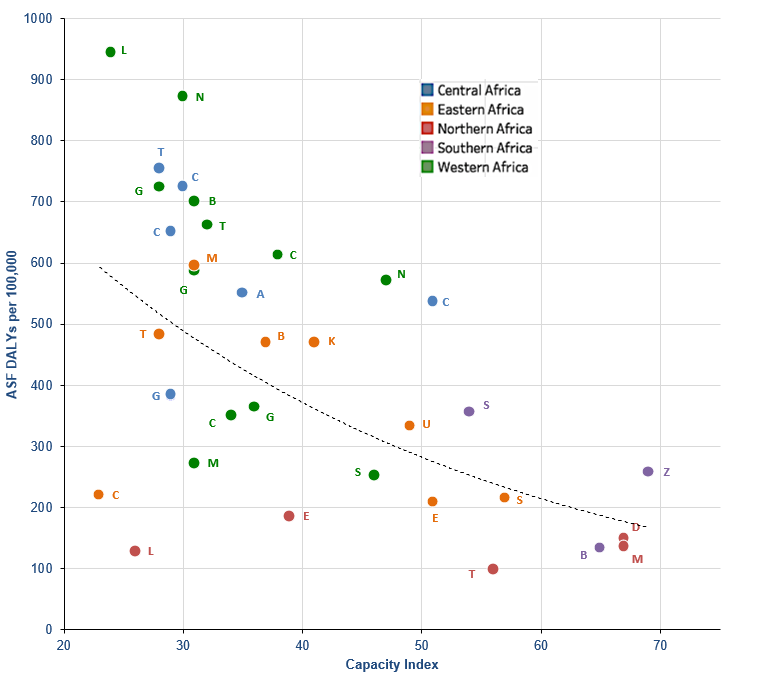 1000
L
900
N
Central Africa
Eastern Africa
Northern Africa
Southern Africa
Western Africa
800
T
C
G
B
700
T
C
C
M
600
G
N
A
C
500
T
B
K
400
G
S
C
G
U
300
M
S
Z
200
C
S
E
E
D
L
B
M
T
100
0
20
30
40
50
60
70
Capacity Index
ASF DALYs per 100,000